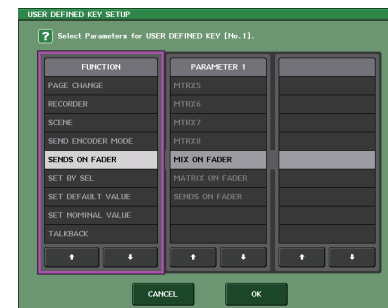 USER DEFINED KEY SETUP
? Select Parameters for USER DEFINED KEY [No.1].
FUNCTION
PAGE CHANGE
RECORDER
SCENE
SEND ENCODER MODE
SENDS ON FADER
SET BY SEL
SET DEFAULT VALUE
SET NOMINAL VALUE
TALKBACK
PARAMETER 1
MTRX5
MTRX6
MTRX7
MTRX8
MIX ON FADER
MATRIX ON FADER
SENDS ON FADER
CANCEL
OK